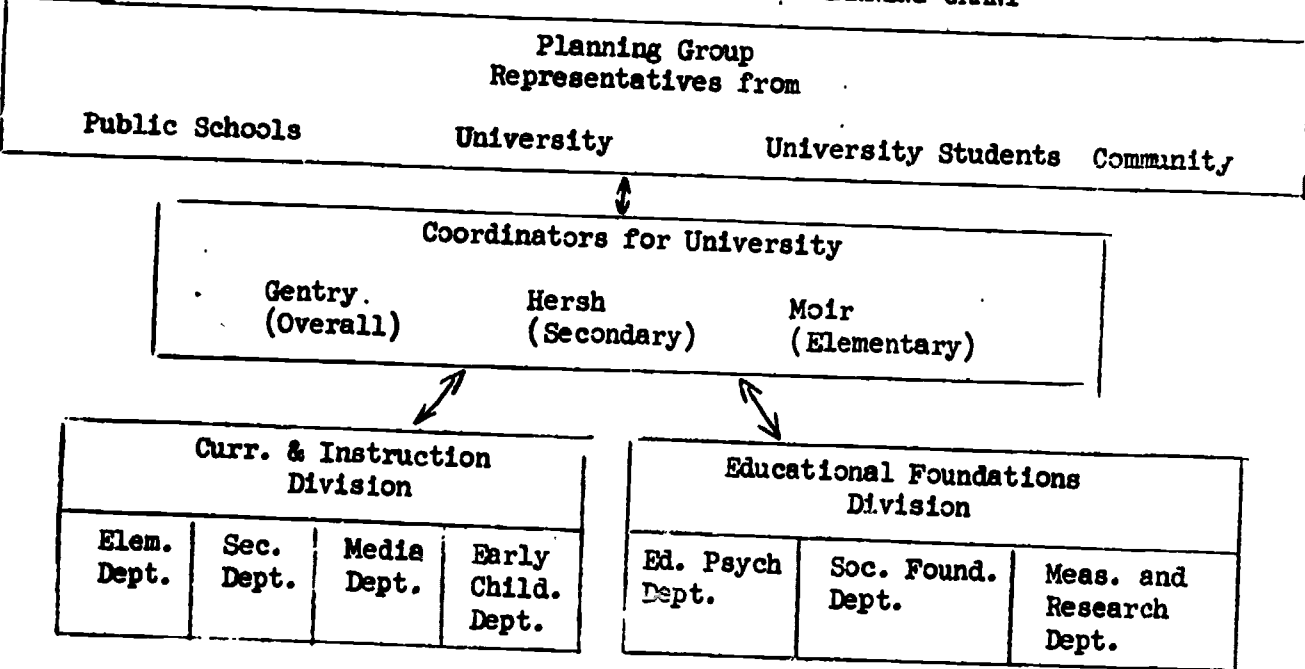 Planning Group
Representatives from
Public Schools University University Students Community
Coordinators for University
Gentry. Hersh Moir
(Overall) (Secondary) (Elementary)
Curr. & Instruction
Division
Elem. Dept.
Sec. Dept.
Media Dept.
Early Child. Dept.
Educational Foundations
Division
Ed. Psych Dept.
Soc. Found. Dept.
Meas. and Research Dept.